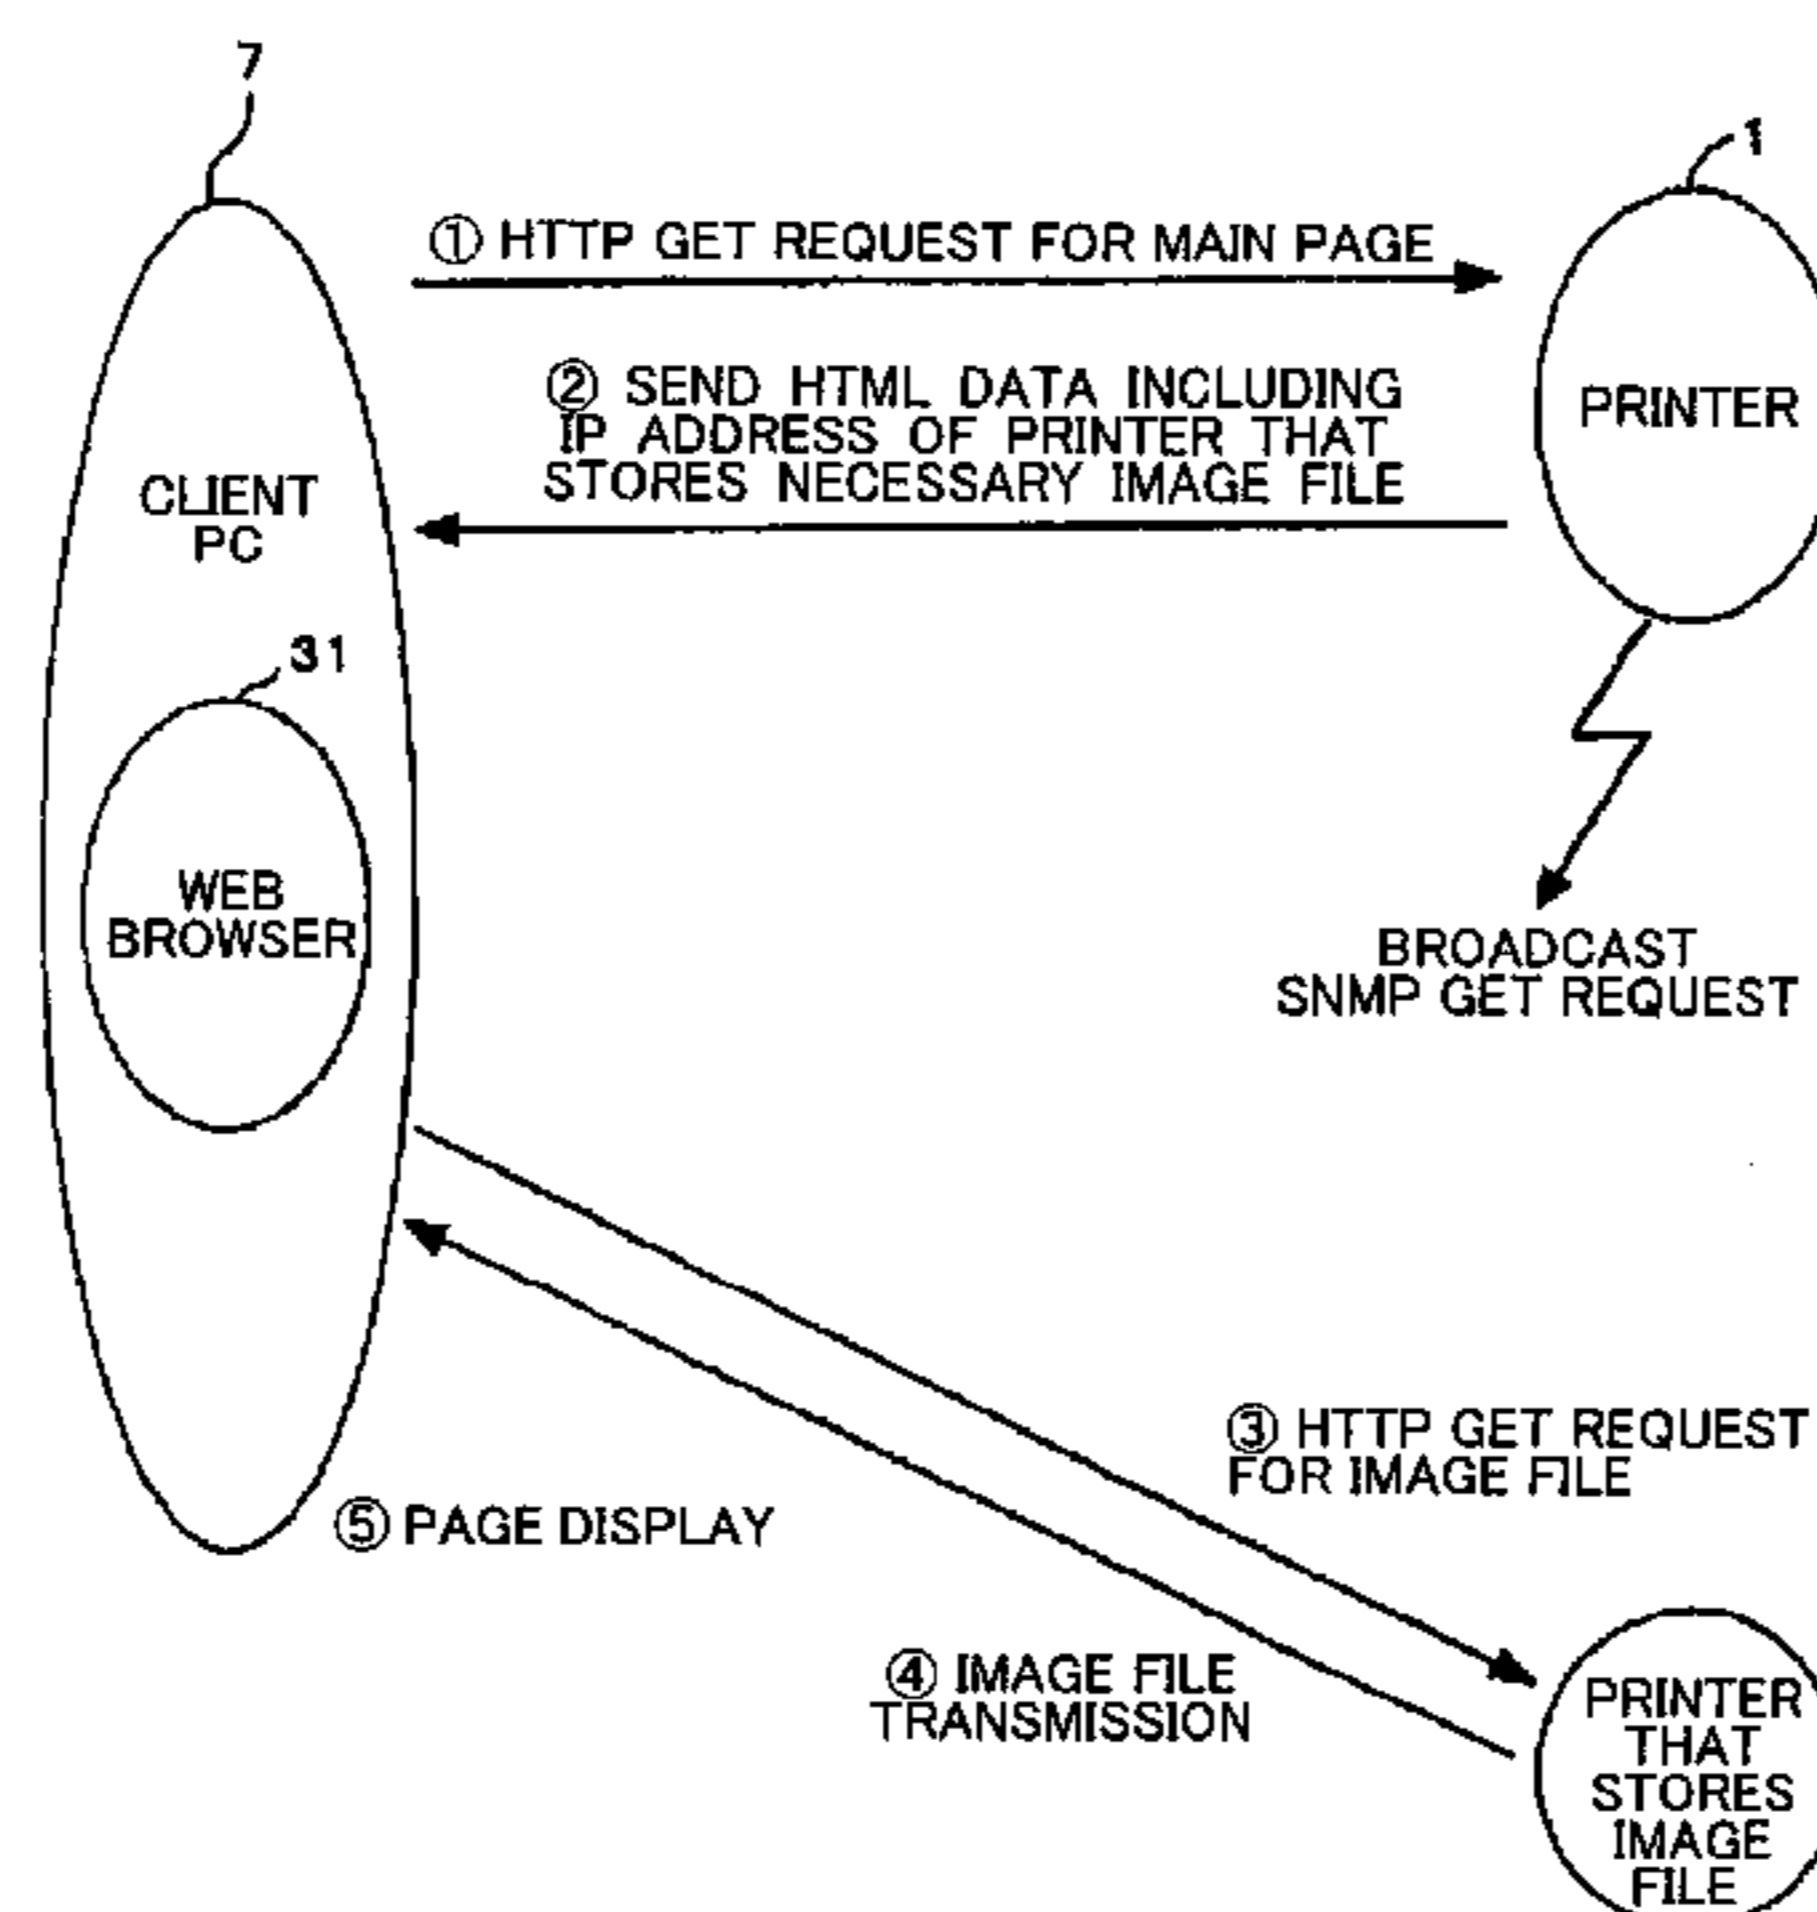 7
1
① HTTP GET REQUEST FOR MAIN PAGE
② SEND HTML DATA INCLUDING
IP ADDRESS OF PRINTER THAT
STORES NECESSARY IMAGE FILE
PRINTER
CLIENT
PC
31
WEB
BROWSER
BROADCAST
SNMP GET REQUEST
③ HTTP GET REQUEST
FOR IMAGE FILE
⑤ PAGE DISPLAY
④ IMAGE FILE
TRANSMISSION
PRINTER
THAT
STORES
IMAGE
FILE